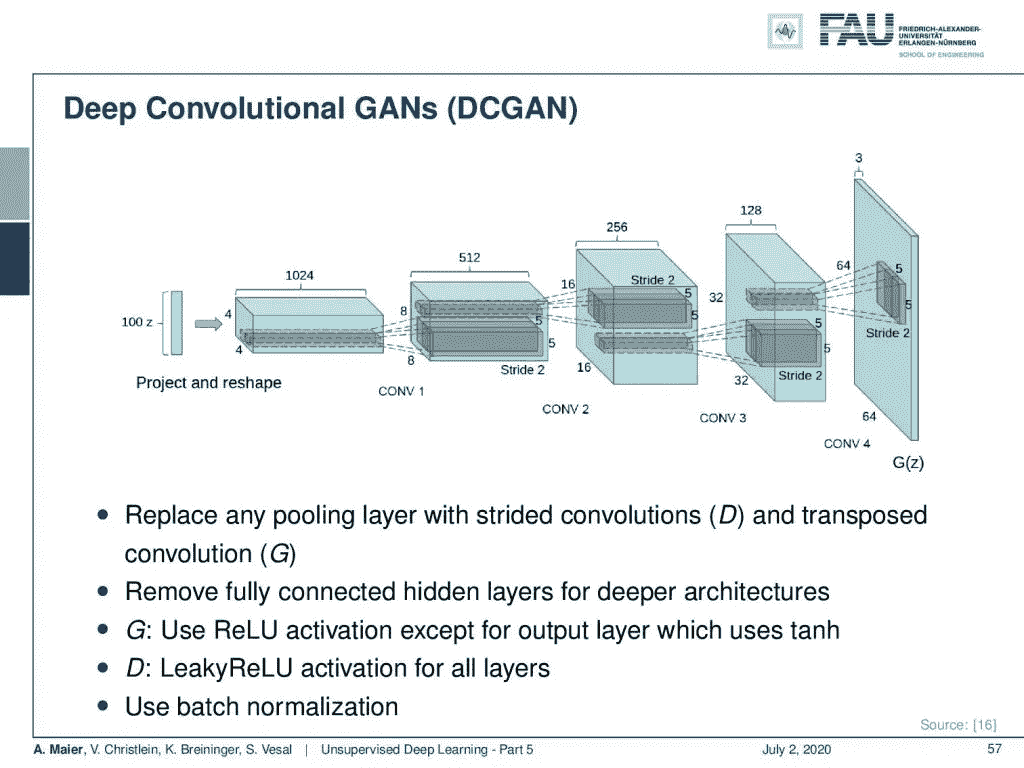 FAU
FRIEDRICH-ALEXANDER-
UNIVERSITÄT
ERLANGEN-NÜRNBERG
SCHOOL OF ENGINEERING
Deep Convolutional GANs (DCGAN)
100 z
Project and reshape
1024
4
4
512
8
8
5
5
Stride 2
CONV 1
256
16
16
Stride 2
5
5
CONV 2
128
32
32
5
5
Stride 2
CONV 3
3
64
64
5
5
Stride 2
CONV 4
G(z)
• Replace any pooling layer with strided convolutions (D) and transposed
convolution (G)
• Remove fully connected hidden layers for deeper architectures
• G: Use ReLU activation except for output layer which uses tanh
• D: LeakyReLU activation for all layers
• Use batch normalization
Source: [16]
A. Maier, V. Christlein, K. Breininger, S. Vesal | Unsupervised Deep Learning - Part 5 July 2, 2020 57